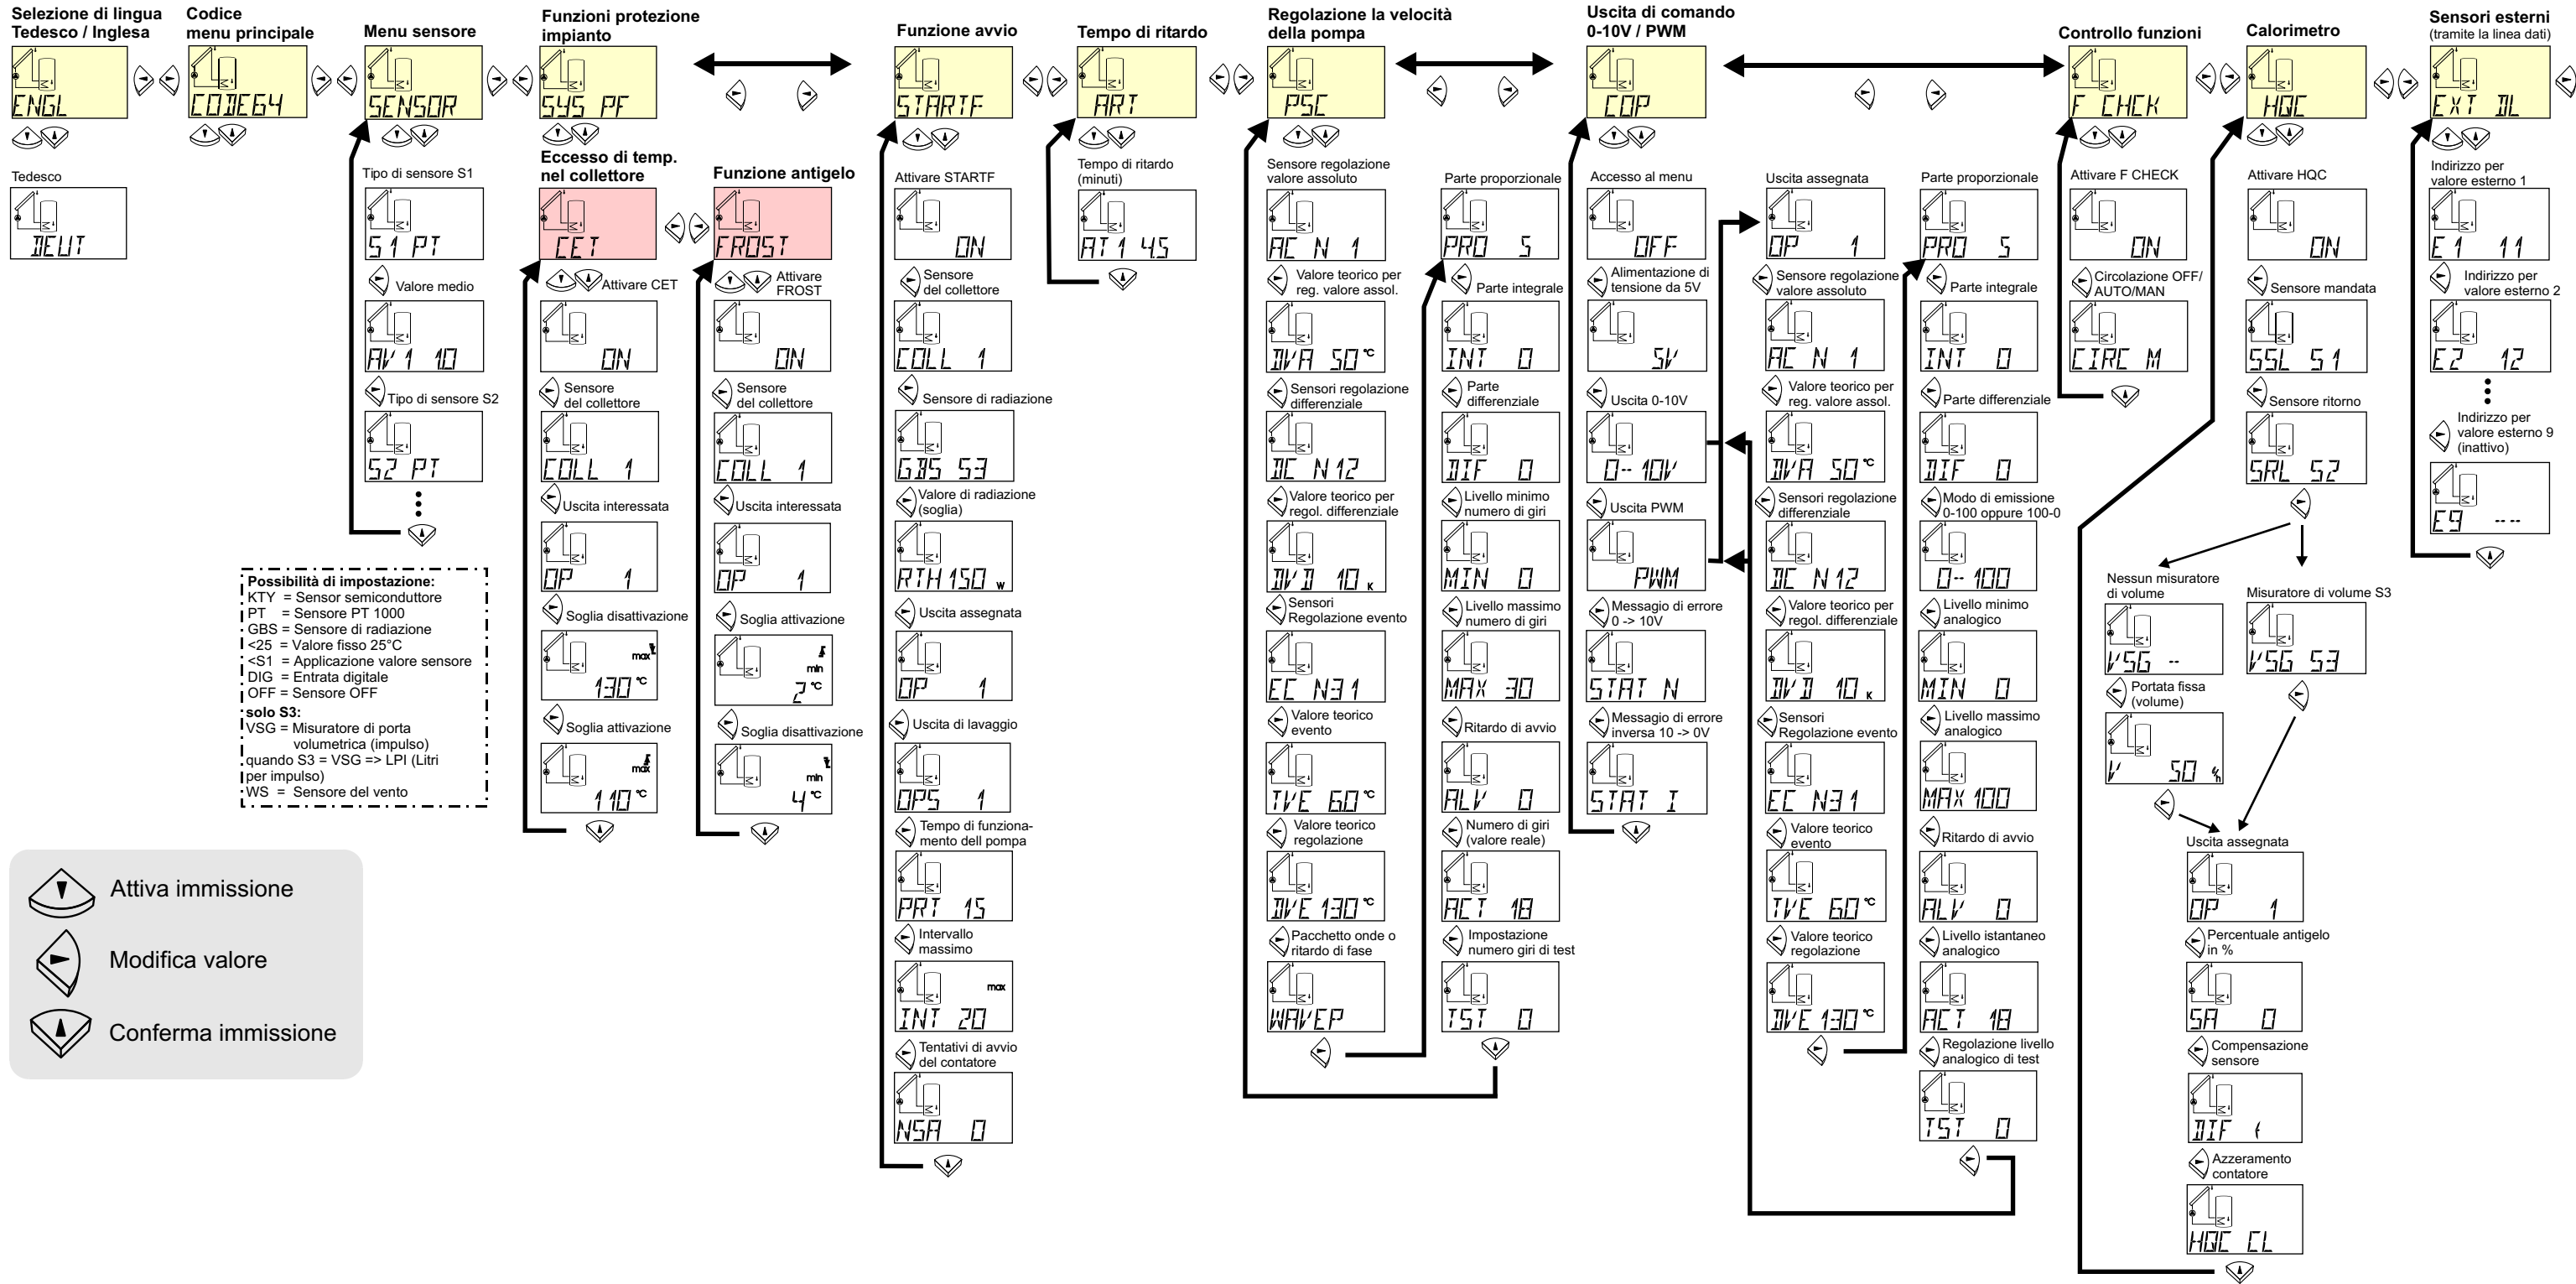 Selezione di lingua
Tedesco / Inglesa
ENGL
Tedesco
DEUT
Codice
menu principale
CODE64
Menu sensore
SENSOR
Tipo di sensore S1
S1 PT
Valore medio
AV 1 1.0
Tipo di sensore S2
S2 PT
Possibilità di impostazione:
KTY = Sensor semiconduttore
PT = Sensore PT 1000
GBS = Sensore di radiazione
<25 = Valore fisso 25°C
<S1 = Applicazione valore sensore
DIG = Entrata digitale
OFF = Sensore OFF
solo S3:
VSG = Misuratore di porta
volumetrica (impulso)
quando S3 = VSG => LPI (Litri
per impulso)
WS = Sensore del vento
Attiva immissione
Modifica valore
Conferma immissione
Funzioni protezione
impianto
SYS PF
Eccesso di temp.
nel collettore
CET
Attivare CET
ON
Sensore
del collettore
COLL 1
Uscita interessata
OP 1
Soglia disattivazione
max
130 °C
Soglia attivazione
max
110 °C
Funzione antigelo
FROST
Attivare
FROST
ON
Sensore
del collettore
COLL 1
Uscita interessata
OP 1
Soglia attivazione
min
2 °C
Soglia disattivazione
min
4 °C
Funzione avvio
STARTF
Attivare STARTF
ON
Sensore
del collettore
COLL 1
Sensore di radiazione
GBS S3
Valore di radiazione
(soglia)
RTH 150 W
Uscita assegnata
OP 1
Uscita di lavaggio
OPS 1
Tempo di funziona-
mento dell pompa
PRT 15
Intervallo
massimo
max
INT 20
Tentativi di avvio
del contatore
NSA 0
Tempo di ritardo
ART
Tempo di ritardo
(minuti)
AT 1 4.5
Regolazione la velocità
della pompa
PSC
Sensore regolazione
valore assoluto
AC N 1
Valore teorico per
reg. valore assol.
DVA 50 °C
Sensori regolazione
differenziale
DC N12
Valore teorico per
regol. differenziale
DVD 10 K
Sensori
Regolazione evento
EC N31
Valore teorico
evento
TVE 60 °C
Valore teorico
regolazione
DVE 130 °C
Pacchetto onde o
ritardo di fase
WAVEP
Parte proporzionale
PRO 5
Parte integrale
INT 0
Parte
differenziale
DIF 0
Livello minimo
numero di giri
MIN 0
Livello massimo
numero di giri
MAX 30
Ritardo di avvio
ALV 0
Numero di giri
(valore reale)
ACT 18
Impostazione
numero giri di test
TST 0
Uscita di comando
0-10V / PWM
COP
Accesso al menu
OFF
Alimentazione di
tensione da 5V
5V
Uscita 0-10V
0-- 10V
Uscita PWM
PWM
Messagio di errore
0 -> 10V
STAT N
Messagio di errore
inversa 10 -> 0V
STAT I
Uscita assegnata
OP 1
Sensore regolazione
valore assoluto
AC N 1
Valore teorico per
reg. valore assol.
DVA 50 °C
Sensori regolazione
differenziale
DC N12
Valore teorico per
regol. differenziale
DVD 10 K
Sensori
Regolazione evento
EC N31
Valore teorico
evento
TVE 60 °C
Valore teorico
regolazione
DVE 130 °C
Parte proporzionale
PRO 5
Parte integrale
INT 0
Parte differenziale
DIF 0
Modo di emissione
0-100 oppure 100-0
0-- 100
Livello minimo
analogico
MIN 0
Livello massimo
analogico
MAX 100
Ritardo di avvio
ALV 0
Livello istantaneo
analogico
ACT 18
Regolazione livello
analogico di test
TST 0
Controllo funzioni
F CHCK
Attivare F CHECK
ON
Circolazione OFF/
AUTO/MAN
CIRC M
Calorimetro
HQC
Attivare HQC
ON
Sensore mandata
SSL S1
Sensore ritorno
SRL S2
Nessun misuratore
di volume
VSG --
Portata fissa
(volume)
V 50 l/h
Misuratore di volume S3
VSG S3
Uscita assegnata
OP 1
Percentuale antigelo
in %
SA 0
Compensazione
sensore
DIF t
Azzeramento
contatore
HQC CL
Sensori esterni
(tramite la linea dati)
EXT DL
Indirizzo per
valore esterno 1
E1 11
Indirizzo per
valore esterno 2
E2 12
Indirizzo per
valore esterno 9
(inattivo)
E9 -- --